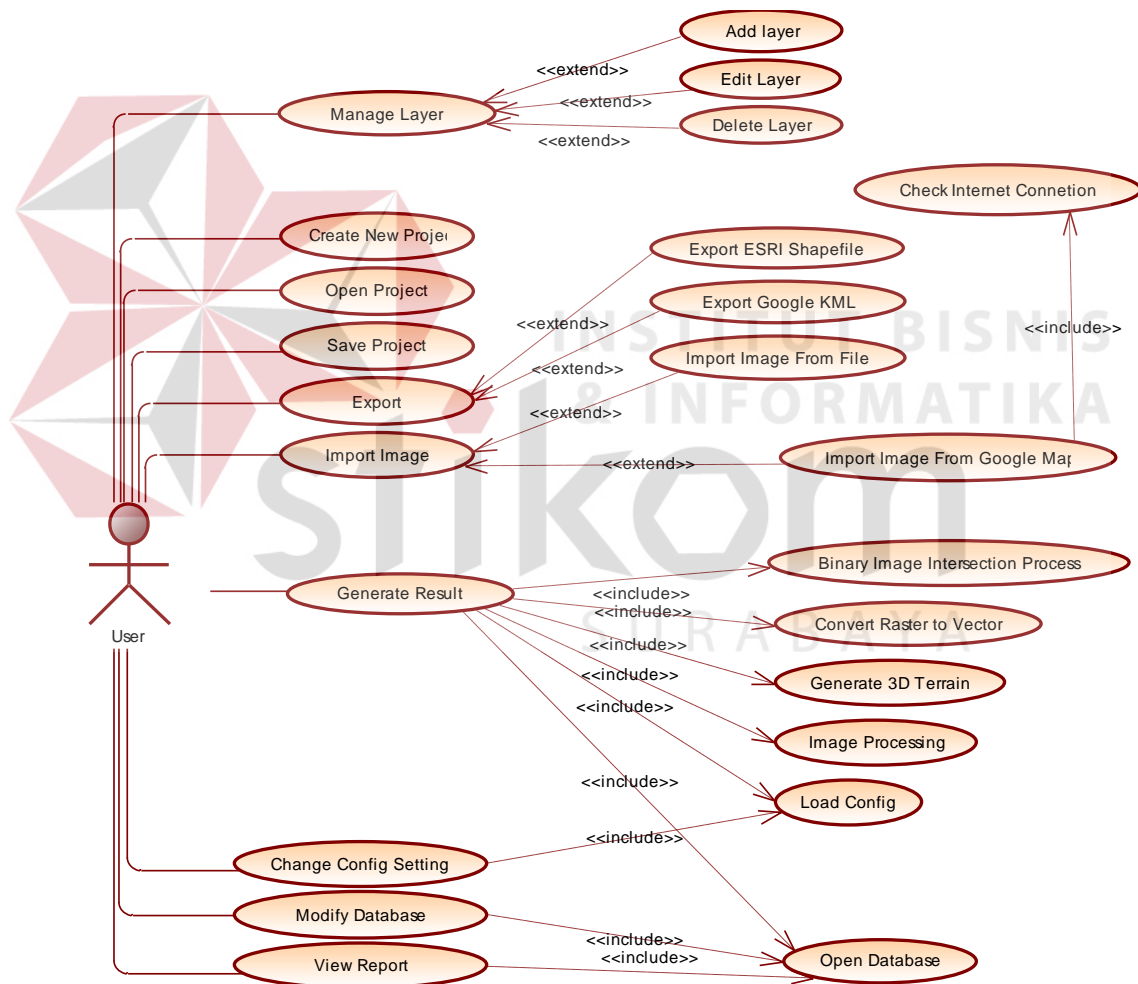 Add layer
<<extend>>
Edit Layer
<<extend>>
Manage Layer
Delete Layer
<<extend>>
Check Internet Connetion
Create New Projec
Export ESRI Shapefile
Open Project
Export Google KML
<<extend>>
<<include>>
INSTITUT BISNIS
Save Project
Import Image From File
<<extend>>
& INFORMATIKA
Export
<<extend>>
Import Image
<<extend>>
Import Image From Google Map
stikom
Binary Image Intersection Process
Generate Result
<<include>>
<<include>>
Convert Raster to Vector
User
SURABAYA
<<include>>
<<include>>
Generate 3D Terrain
<<include>>
Image Processing
<<include>>
Load Config
<<include>>
Change Config Setting
Modify Database
<<include>>
<<include>>
View Report
Open Database